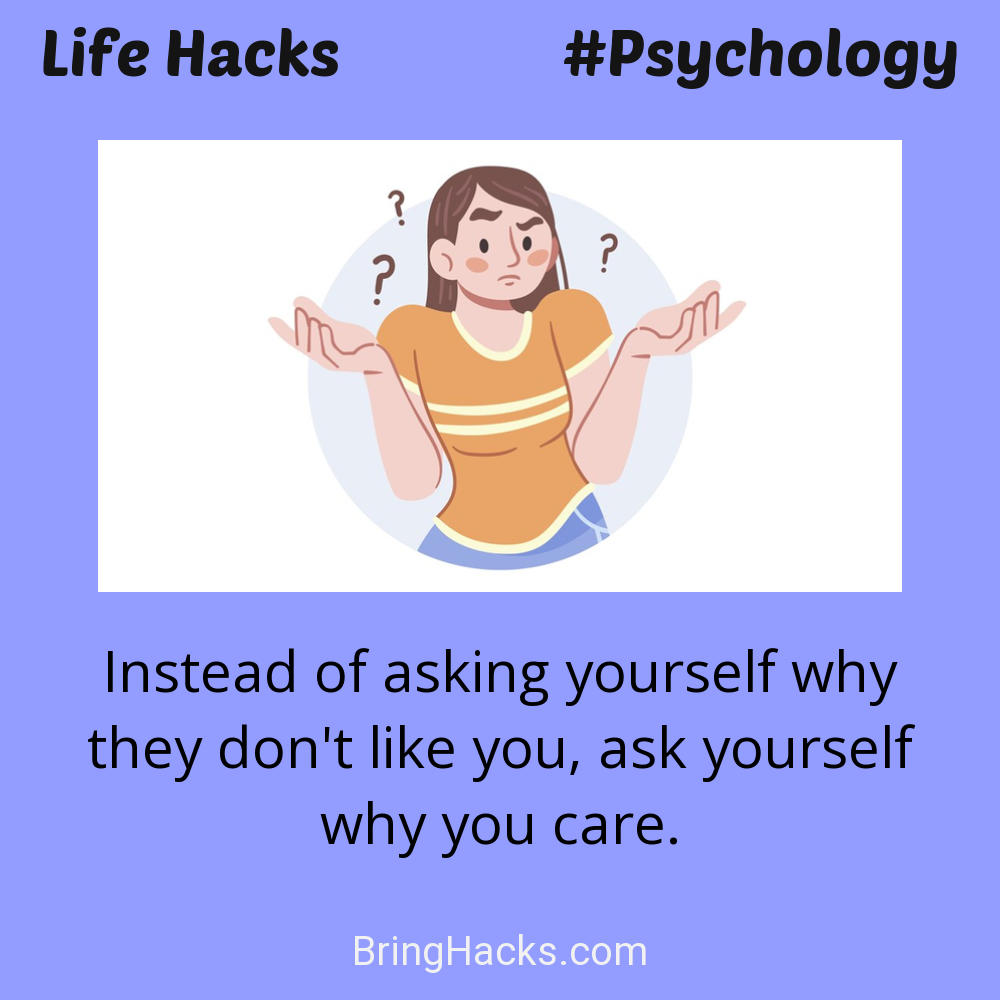 Life Hacks #Psychology
?
?
?
Instead of asking yourself why
they don't like you, ask yourself
why you care.
BringHacks.com